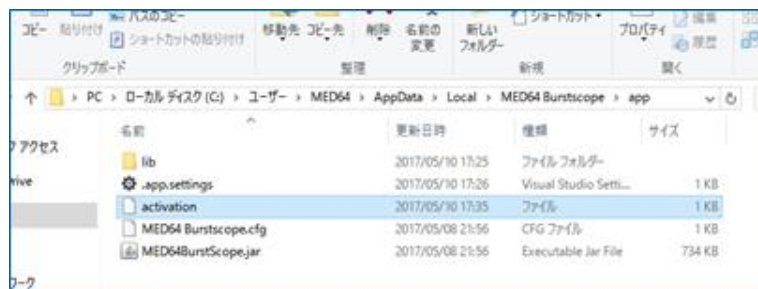 パスのコピー
コピー 貼り付け ショートカットの貼り付け
移動先 コピー先 削除 名前の変更
新しいフォルダー
ショートカット
プロパティ
編集
履歴
クリップボード 整理 新規 開く
PC > ローカル ディスク (C:) > ユーザー > MED64 > AppData > Local > MED64 Burstscope > app
名前 更新日時 種類 サイズ
アクセス
lib 2017/05/10 17:25 ファイル フォルダー
rive
.app.settings 2017/05/10 17:26 Visual Studio Setti... 1 KB
activation 2017/05/10 17:35 ファイル 1 KB
MED64 Burstscope.cfg 2017/05/08 21:56 CFG ファイル 1 KB
MED64BurstScope.jar 2017/05/08 21:56 Executable Jar File 734 KB
ワーク